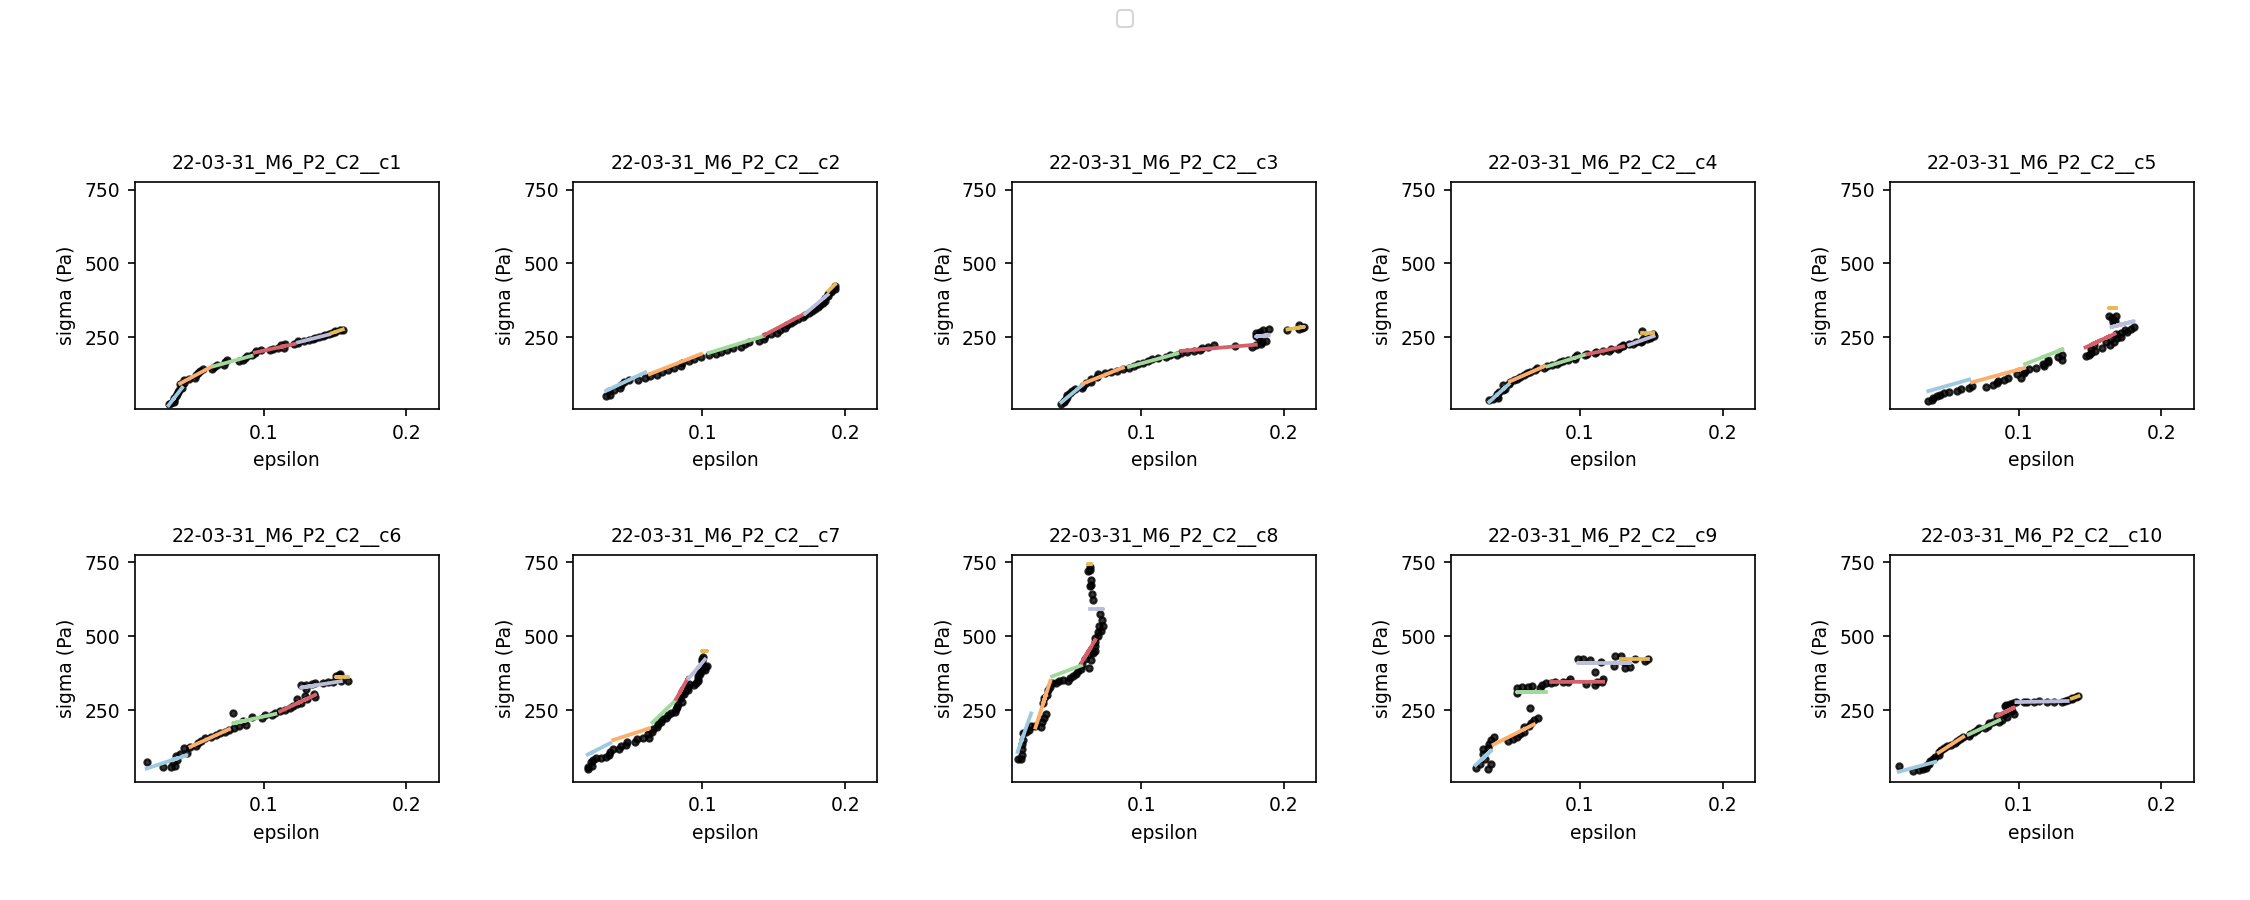 22-03-31_M6_P2_C2__c1
22-03-31_M6_P2_C2__c2
22-03-31_M6_P2_C2__c3
22-03-31_M6_P2_C2__c4
22-03-31_M6_P2_C2__c5
750
500
250
sigma (Pa)
0.1
0.2
epsilon
750
500
250
sigma (Pa)
0.1
0.2
epsilon
750
500
250
sigma (Pa)
0.1
0.2
epsilon
750
500
250
sigma (Pa)
0.1
0.2
epsilon
750
500
250
sigma (Pa)
0.1
0.2
epsilon
22-03-31_M6_P2_C2__c6
22-03-31_M6_P2_C2__c7
22-03-31_M6_P2_C2__c8
22-03-31_M6_P2_C2__c9
22-03-31_M6_P2_C2__c10
750
500
250
sigma (Pa)
0.1
0.2
epsilon
750
500
250
sigma (Pa)
0.1
0.2
epsilon
750
500
250
sigma (Pa)
0.1
0.2
epsilon
750
500
250
sigma (Pa)
0.1
0.2
epsilon
750
500
250
sigma (Pa)
0.1
0.2
epsilon